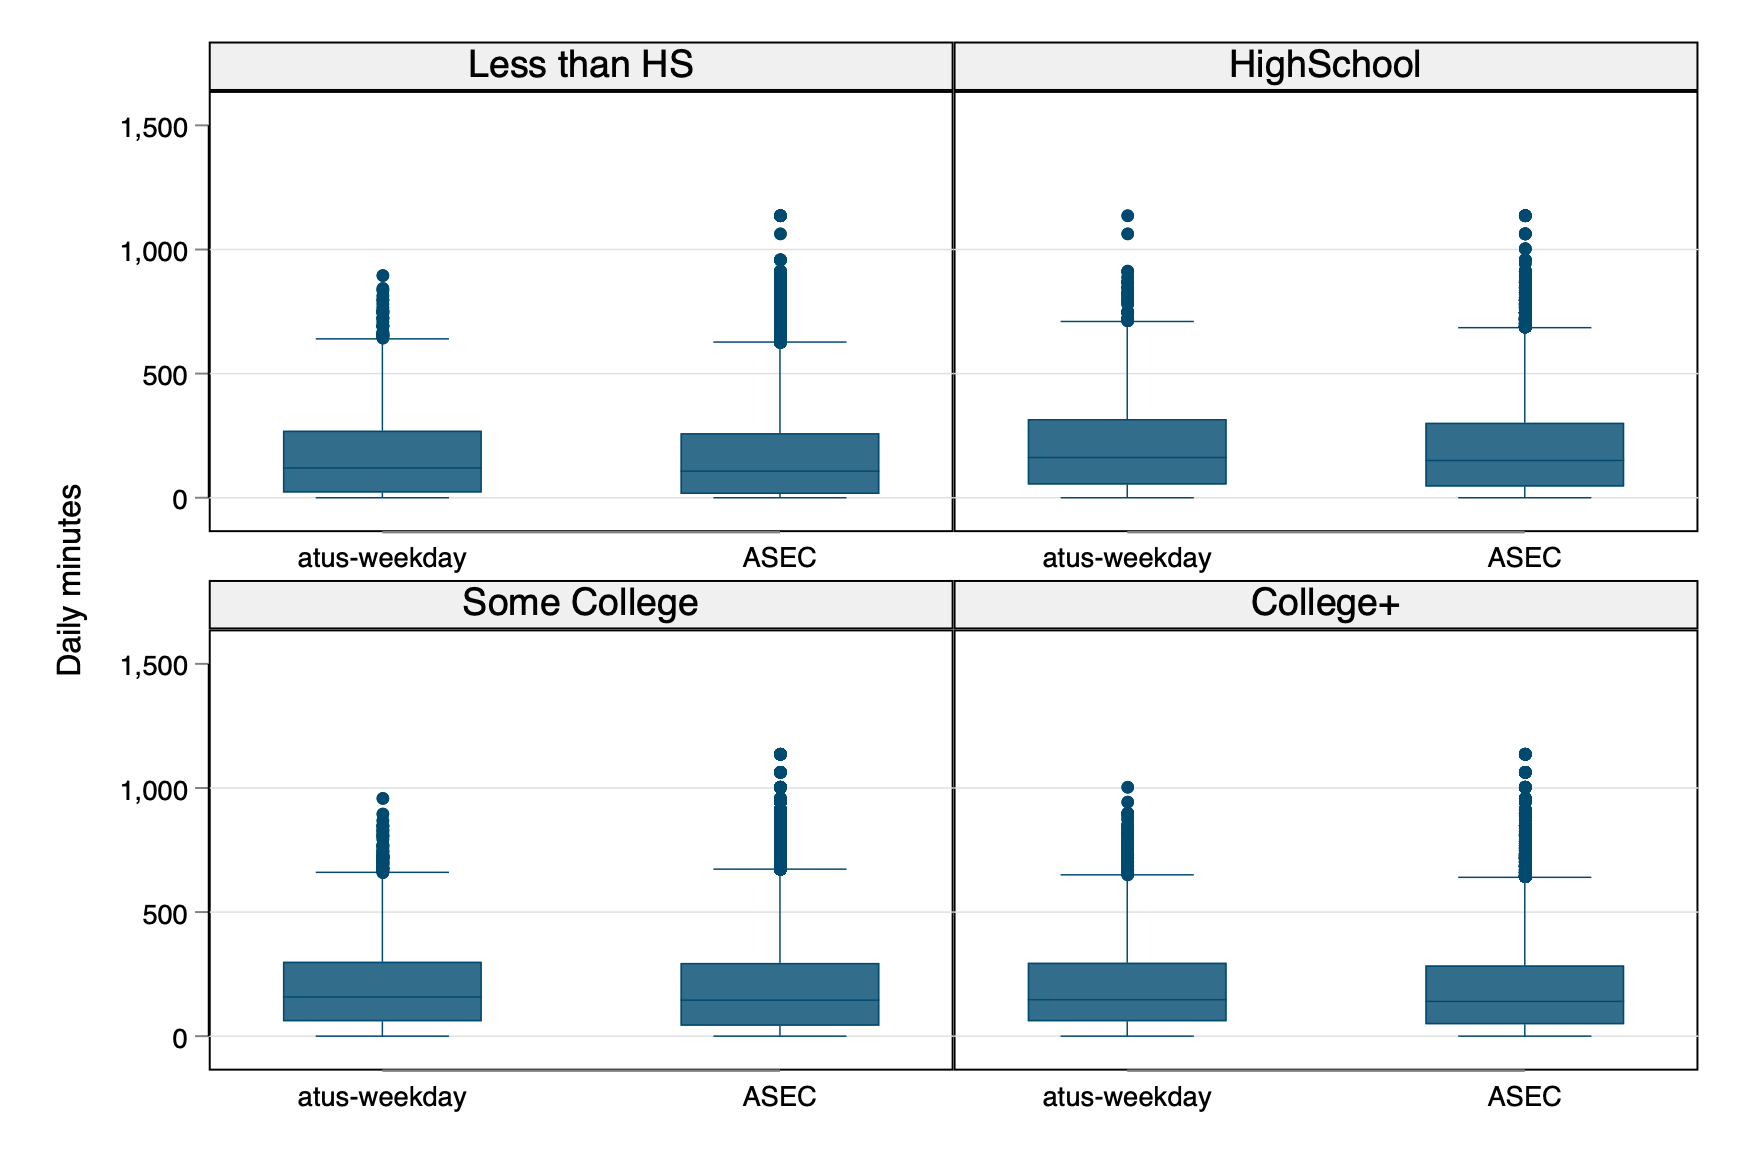 Less than HS
HighSchool
1,500
1,000
500
0
atus-weekday
ASEC
atus-weekday
ASEC
Daily minutes
Some College
College+
1,500
1,000
500
0
atus-weekday
ASEC
atus-weekday
ASEC